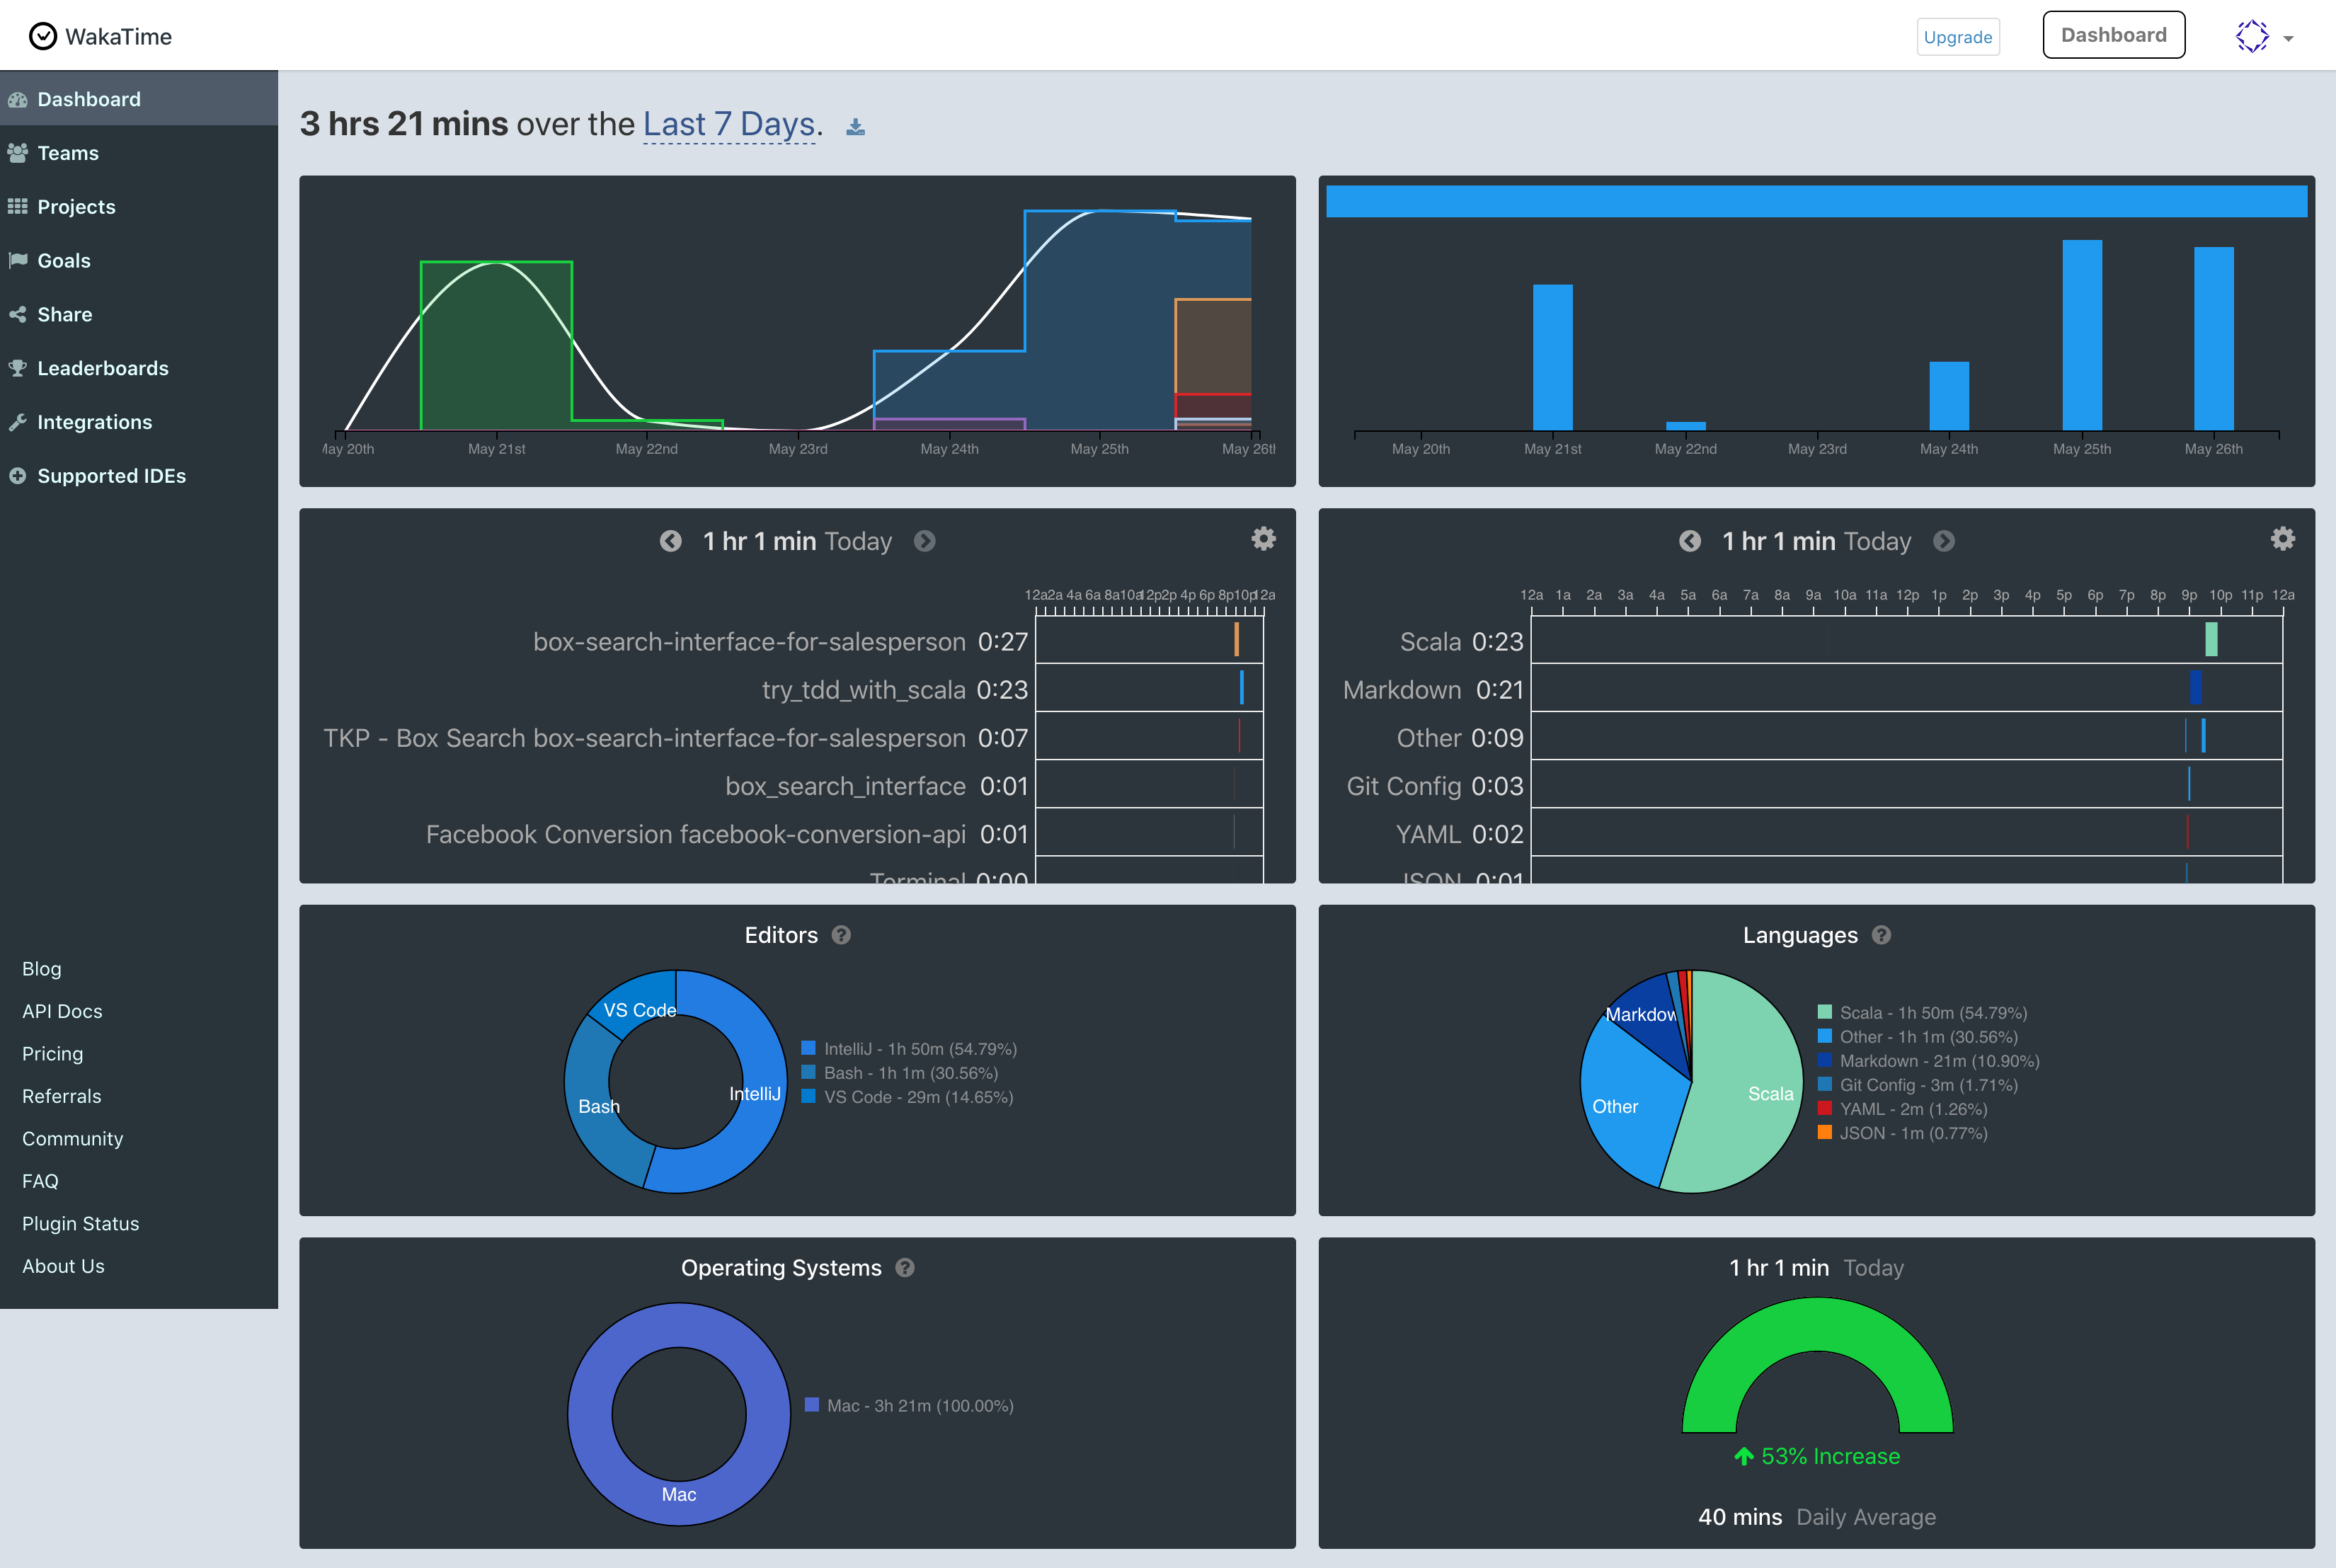 WakaTime
Upgrade
Dashboard
Dashboard
Teams
Projects
Goals
Share
Leaderboards
Integrations
Supported IDEs
Blog
API Docs
Pricing
Referrals
Community
FAQ
Plugin Status
About Us
3 hrs 21 mins over the Last 7 Days.
May 20th May 21st May 22nd May 23rd May 24th May 25th May 26th
May 20th May 21st May 22nd May 23rd May 24th May 25th May 26th
1 hr 1 min Today
12a 2a 4a 6a 8a 10a 12p 2p 4p 6p 8p 10p 12a
box-search-interface-for-salesperson 0:27
try_tdd_with_scala 0:23
TKP - Box Search box-search-interface-for-salesperson 0:07
box_search_interface 0:01
Facebook Conversion facebook-conversion-api 0:01
Terminal 0:00
1 hr 1 min Today
12a 1a 2a 3a 4a 5a 6a 7a 8a 9a 10a 11a 12p 1p 2p 3p 4p 5p 6p 7p 8p 9p 10p 11p 12a
Scala 0:23
Markdown 0:21
Other 0:09
Git Config 0:03
YAML 0:02
JSON 0:01
Editors ?
VS Code
IntelliJ
Bash
IntelliJ - 1h 50m (54.79%)
Bash - 1h 1m (30.56%)
VS Code - 29m (14.65%)
Languages ?
Markdow
Scala
Other
Scala - 1h 50m (54.79%)
Other - 1h 1m (30.56%)
Markdown - 21m (10.90%)
Git Config - 3m (1.71%)
YAML - 2m (1.26%)
JSON - 1m (0.77%)
Operating Systems ?
Mac
Mac - 3h 21m (100.00%)
1 hr 1 min Today
53% Increase
40 mins Daily Average